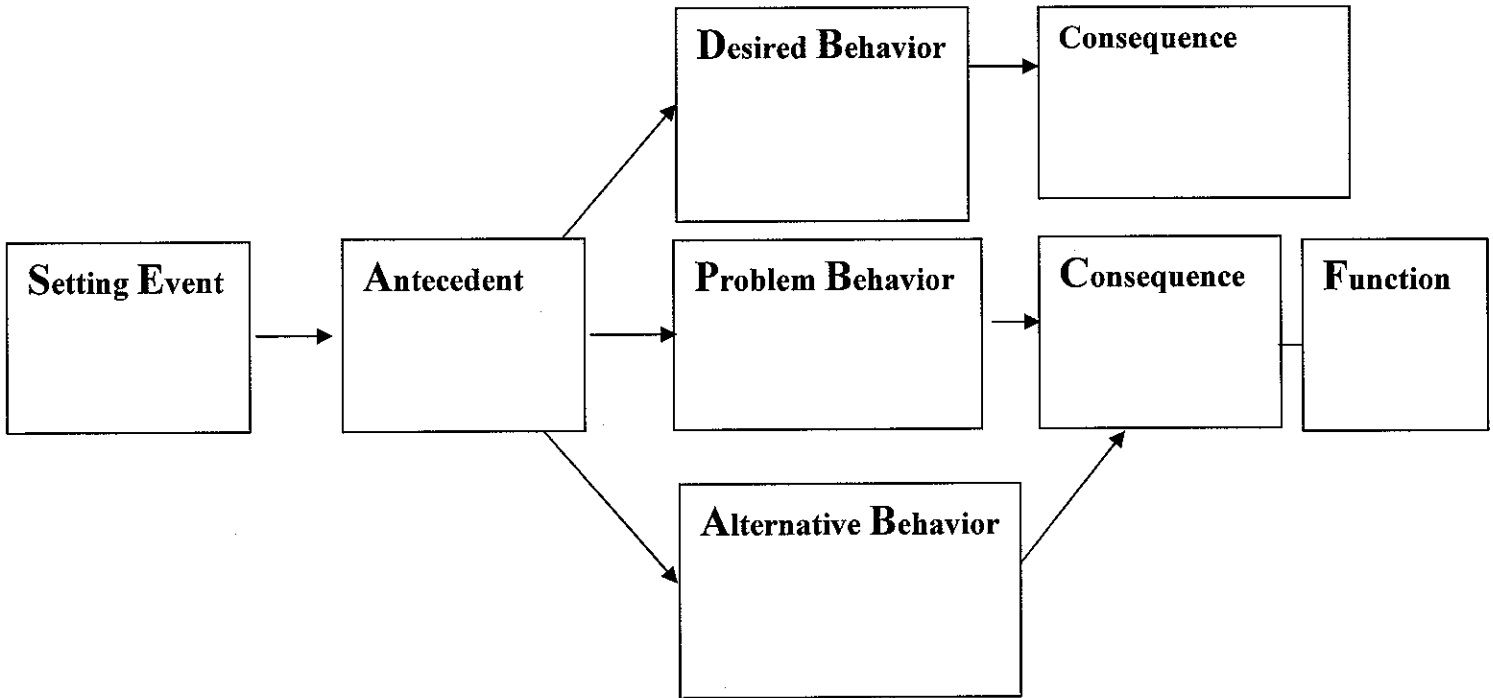 Desired Behavior
Consequence
Setting Event
Antecedent
Problem Behavior
Consequence
Function
Alternative Behavior